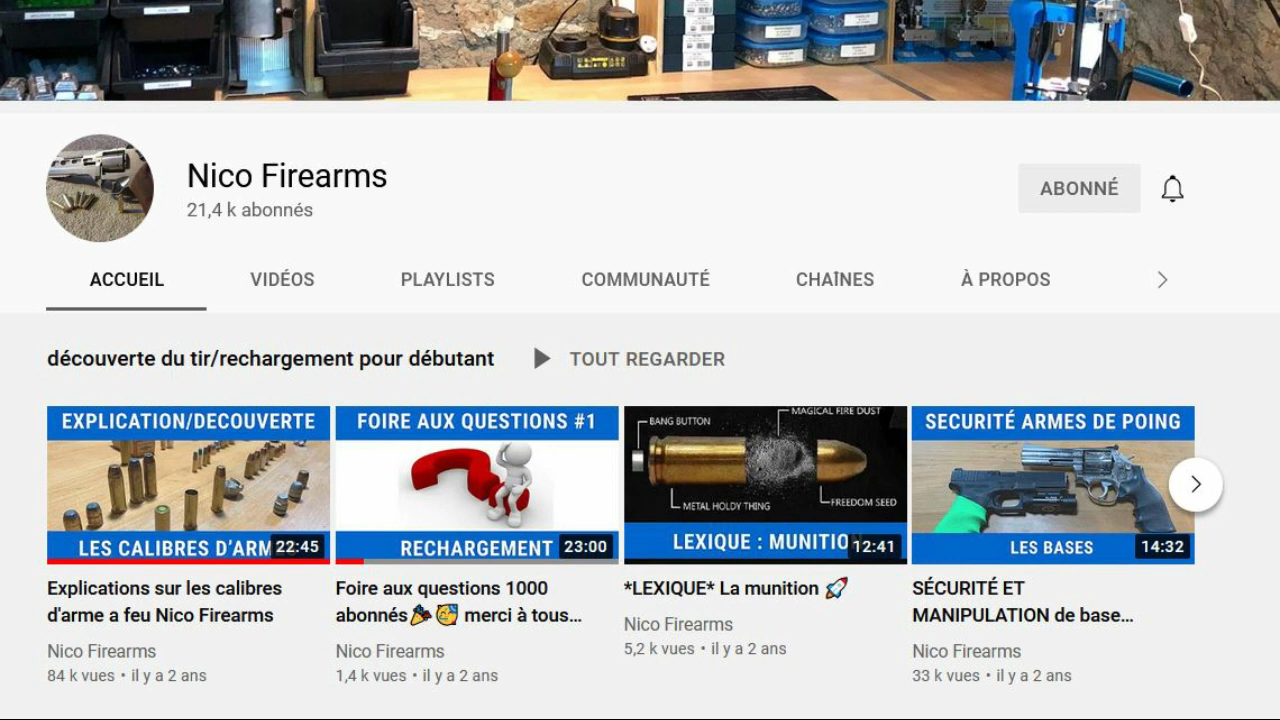 Nico Firearms
21,4 k abonnés
ABONNÉ
ACCUEIL
VIDÉOS
PLAYLISTS
COMMUNAUTÉ
CHAÎNES
À PROPOS
découverte du tir/rechargement pour débutant
TOUT REGARDER
EXPLICATION/DECOUVERTE
LES CALIBRES D'ARM
22:45
Explications sur les calibres
d'arme a feu Nico Firearms
Nico Firearms
84 k vues • il y a 2 ans
FOIRE AUX QUESTIONS #1
RECHARGEMENT
23:00
Foire aux questions 1000
abonnés🎉🥳 merci à tous...
Nico Firearms
1,4 k vues • il y a 2 ans
MAGICAL FIRE DUST
BANG BUTTON
METAL HOLDY THING
FREEDOM SEED
LEXIQUE : MUNITIO
12:41
*LEXIQUE* La munition 🚀
Nico Firearms
5,2 k vues • il y a 2 ans
SECURITÉ ARMES DE POING
LES BASES
14:32
SÉCURITÉ ET
MANIPULATION de base...
Nico Firearms
33 k vues • il y a 2 ans